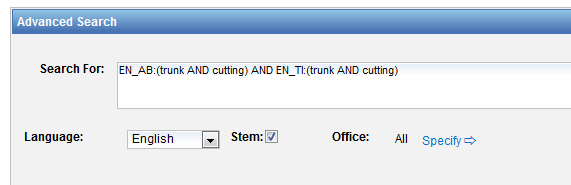 Advanced Search
Search For: EN_AB:(trunk AND cutting) AND EN_TI:(trunk AND cutting)
Language: English Stem: Office: All Specify ⇨